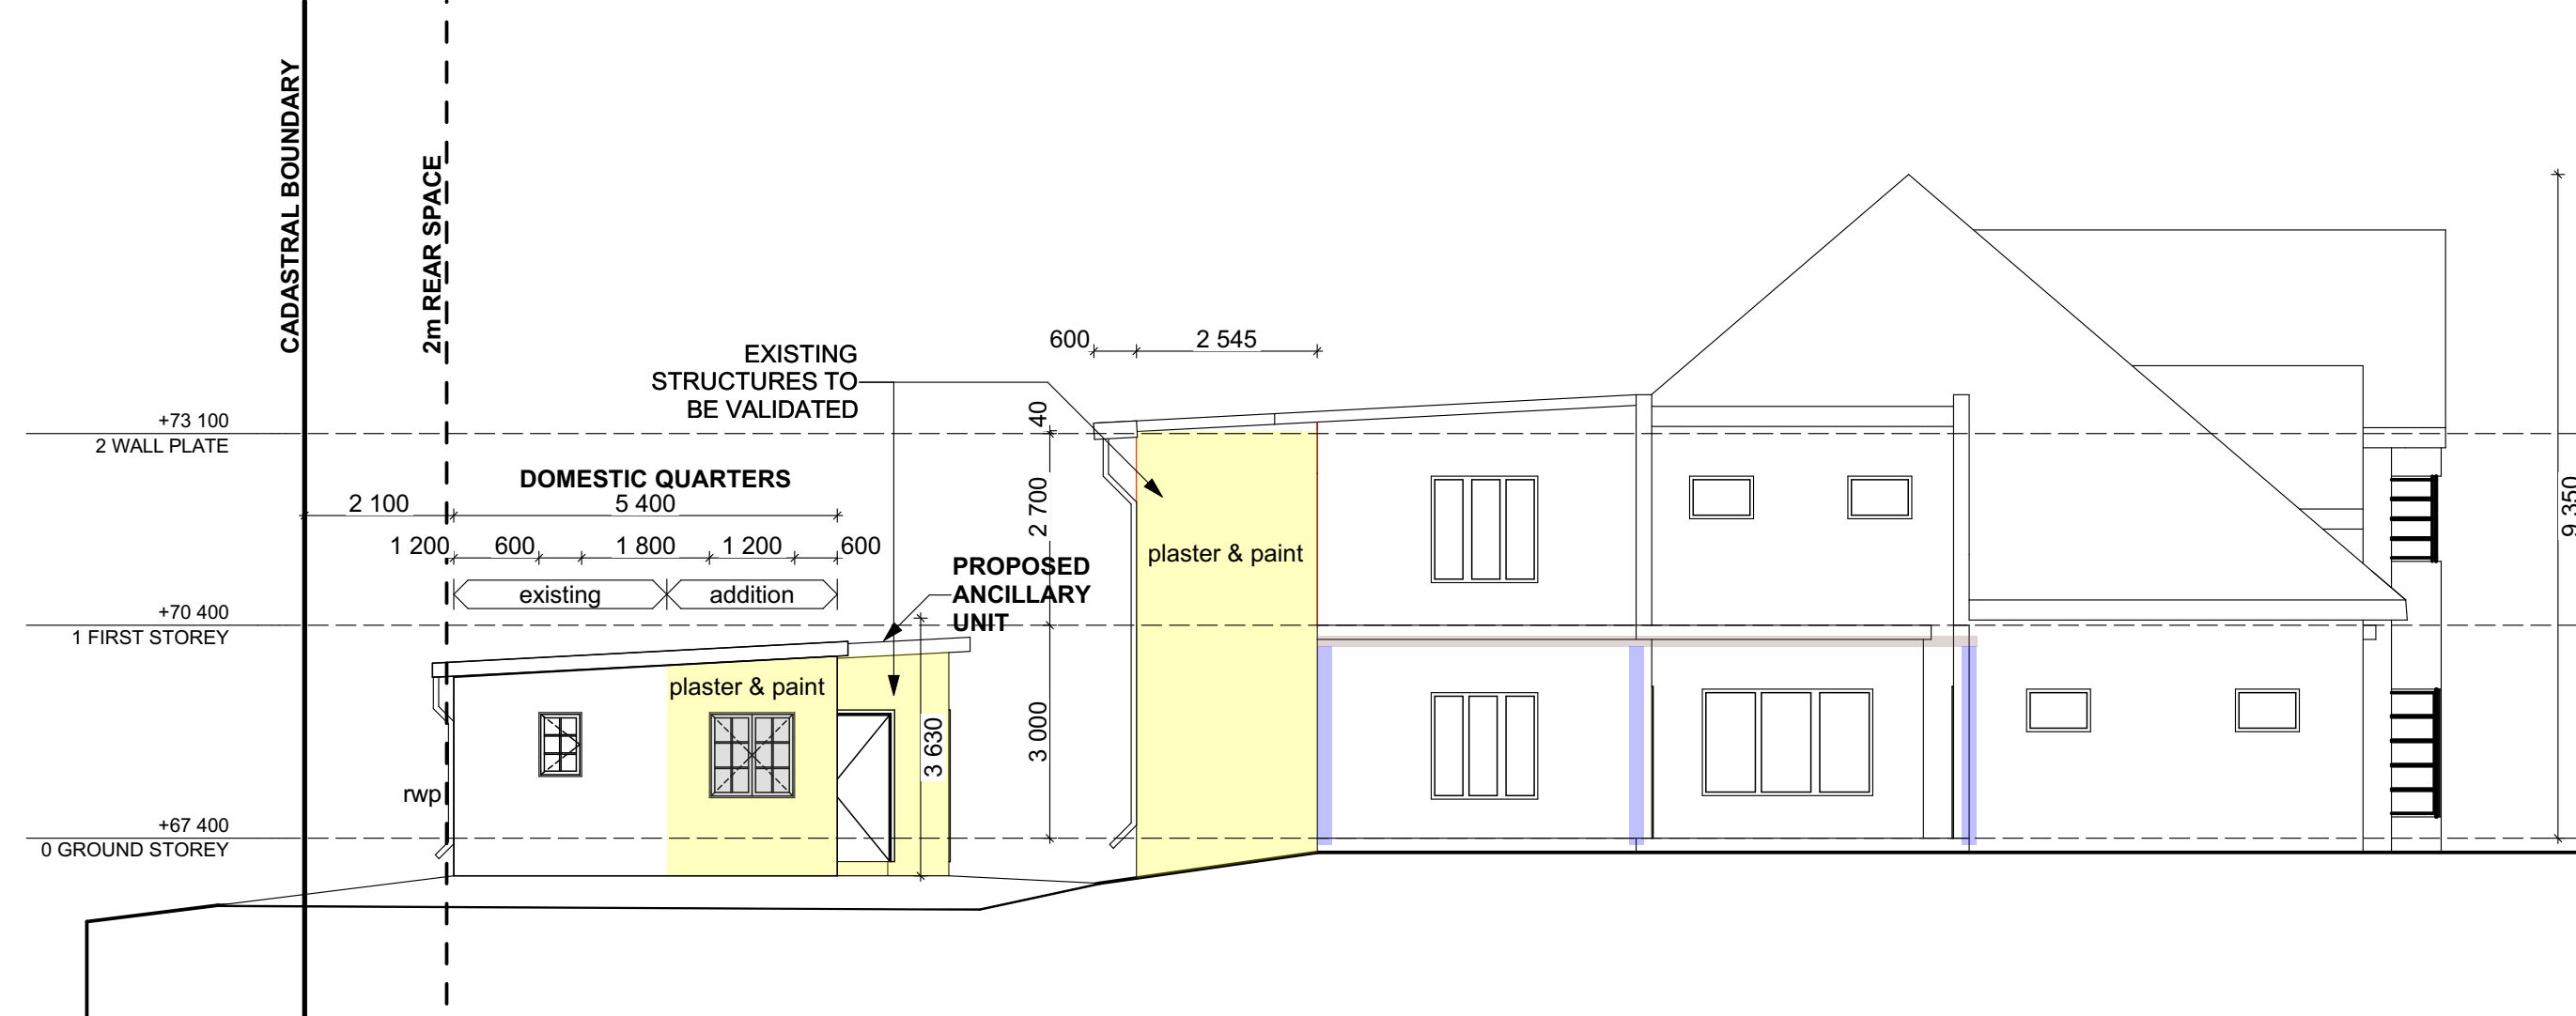 CADASTRAL BOUNDARY
2m REAR SPACE
EXISTING
STRUCTURES TO
BE VALIDATED
600
2 545
+73 100
2 WALL PLATE
40
DOMESTIC QUARTERS
2 100
5 400
2 700
9 350
1 200
600
1 800
1 200
600
plaster & paint
PROPOSED
ANCILLARY
UNIT
existing
addition
+70 400
1 FIRST STOREY
plaster & paint
3 630
3 000
rwp
+67 400
0 GROUND STOREY